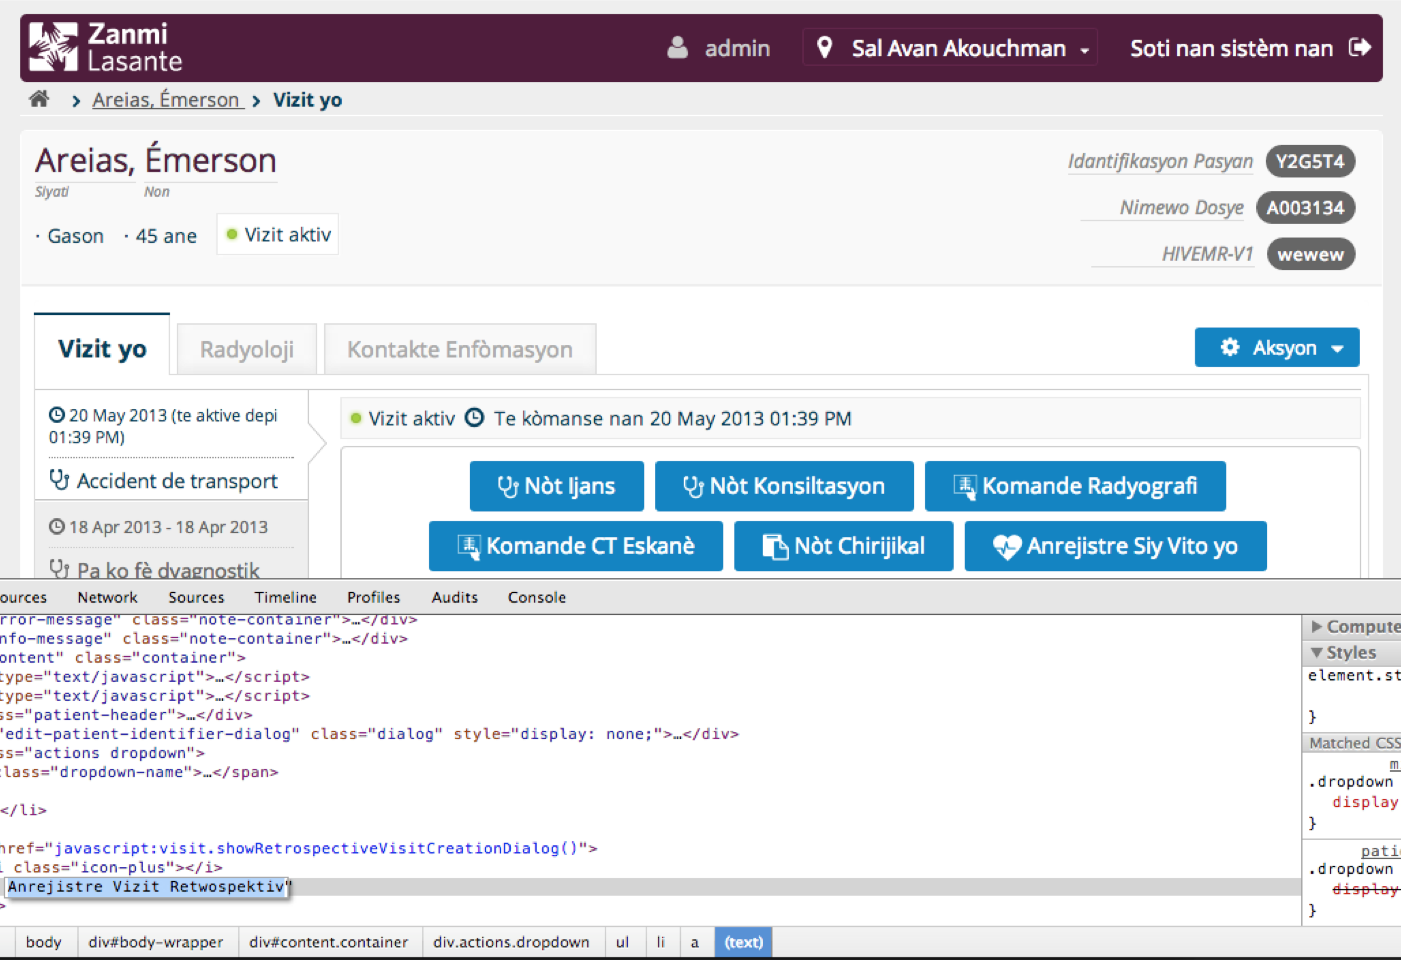 Zanmi
Lasante
admin
Sal Avan Akouchman
Soti nan sistèm nan
Areias, Émerson
Vizit yo
Areias, Émerson
Siyati
Non
· Gason · 45 ane
Vizit aktiv
Idantifikasyon Pasyan Y2G5T4
Nimewo Dosye A003134
HIVEMR-V1 wewew
Vizit yo
Radyoloji
Kontakte Enfòmasyon
Aksyon
20 May 2013 (te aktive depi
01:39 PM)
Accident de transport
18 Apr 2013 - 18 Apr 2013
Pa ko fè dyagnostik
Vizit aktiv Te kòmanse nan 20 May 2013 01:39 PM
Nòt Ijans
Nòt Konsiltasyon
Komande Radyografi
Komande CT Eskanè
Nòt Chirijikal
Anrejistre Siy Vito yo
ources Network Sources Timeline Profiles Audits Console
rror-message" class="note-container">…</div>
nfo-message" class="note-container">…</div>
ontent" class="container">
type="text/javascript">…</script>
type="text/javascript">…</script>
ss="patient-header">…</div>
"edit-patient-identifier-dialog" class="dialog" style="display: none;">…</div>
ss="actions dropdown">
class="dropdown-name">…</span>
</li>
href="javascript:visit.showRetrospectiveVisitCreationDialog()">
i class="icon-plus"></i>
Anrejistre Vizit Retwospektiv"
>
Compute
Styles
element.st
}
Matched CSS
m
.dropdown
display
}
patie
.dropdown
display
}
body div#body-wrapper div#content.container div.actions.dropdown ul li a (text)